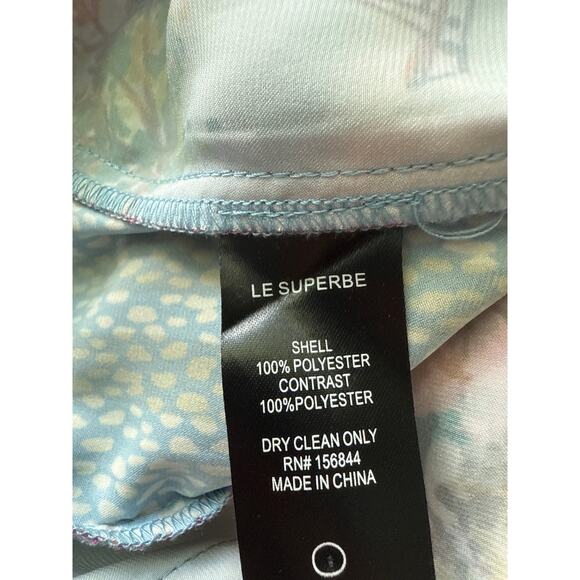 LE SUPERBE
SHELL
100% POLYESTER
CONTRAST
100%POLYESTER
DRY CLEAN ONLY
RN# 156844
MADE IN CHINA